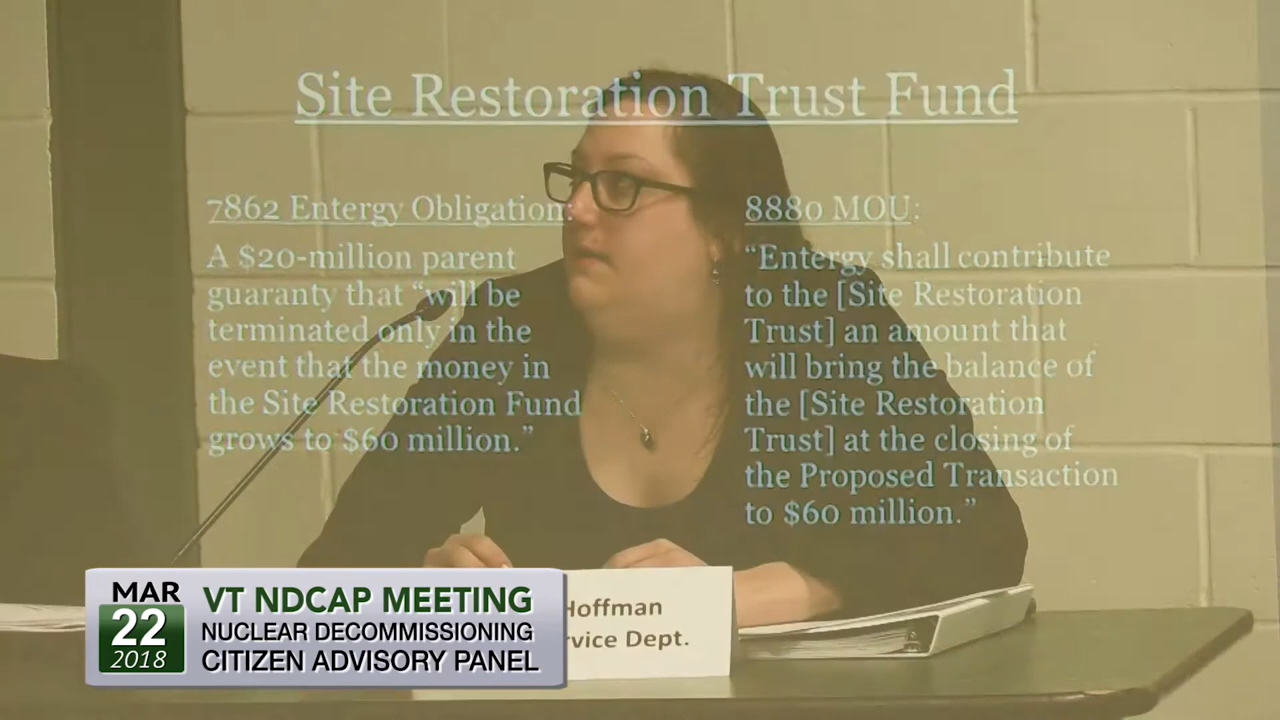 Site Restoration Trust Fund
7862 Entergy Obligation:
A $20-million parent
guaranty that “will be
terminated only in the
event that the money in
the Site Restoration Fund
grows to $60 million.”
8880 MOU:
“Entergy shall contribute
to the [Site Restoration
Trust] an amount that
will bring the balance of
the [Site Restoration
Trust] at the closing of
the Proposed Transaction
to $60 million.”
MAR
22
2018
VT NDCAP MEETING
NUCLEAR DECOMMISSIONING
CITIZEN ADVISORY PANEL
Hoffman
rvice Dept.